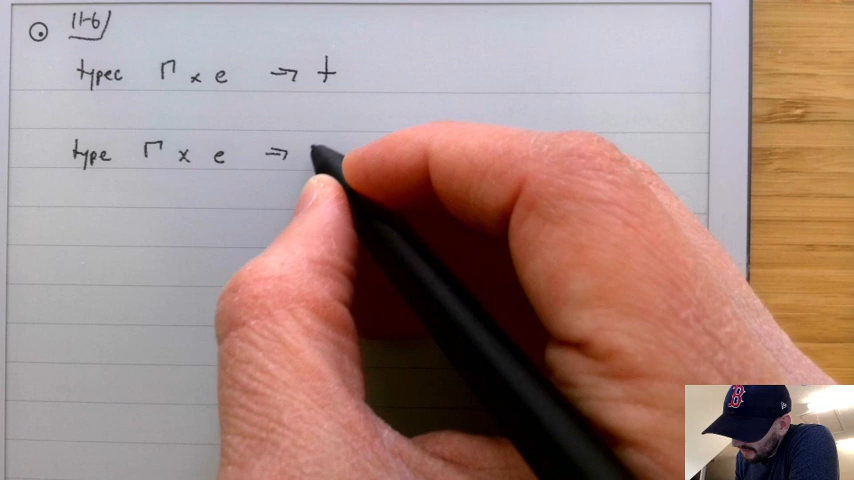 ⊙ 11-6
typec Γ × e → t
type Γ × e →
B